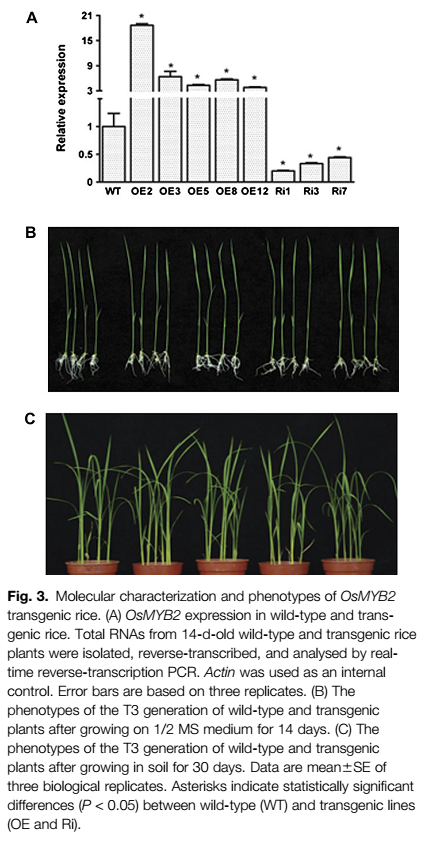 A
21
15
9
3
1
0.5
0
Relative expression
*
*
*
*
*
*
*
*
WT OE2 OE3 OE5 OE8 OE12 Ri1 Ri3 Ri7
B
C
Fig. 3. Molecular characterization and phenotypes of OsMYB2
transgenic rice. (A) OsMYB2 expression in wild-type and trans-
genic rice. Total RNAs from 14-d-old wild-type and transgenic rice
plants were isolated, reverse-transcribed, and analysed by real-
time reverse-transcription PCR. Actin was used as an internal
control. Error bars are based on three replicates. (B) The
phenotypes of the T3 generation of wild-type and transgenic
plants after growing on 1/2 MS medium for 14 days. (C) The
phenotypes of the T3 generation of wild-type and transgenic
plants after growing in soil for 30 days. Data are mean±SE of
three biological replicates. Asterisks indicate statistically significant
differences (P < 0.05) between wild-type (WT) and transgenic lines
(OE and Ri).